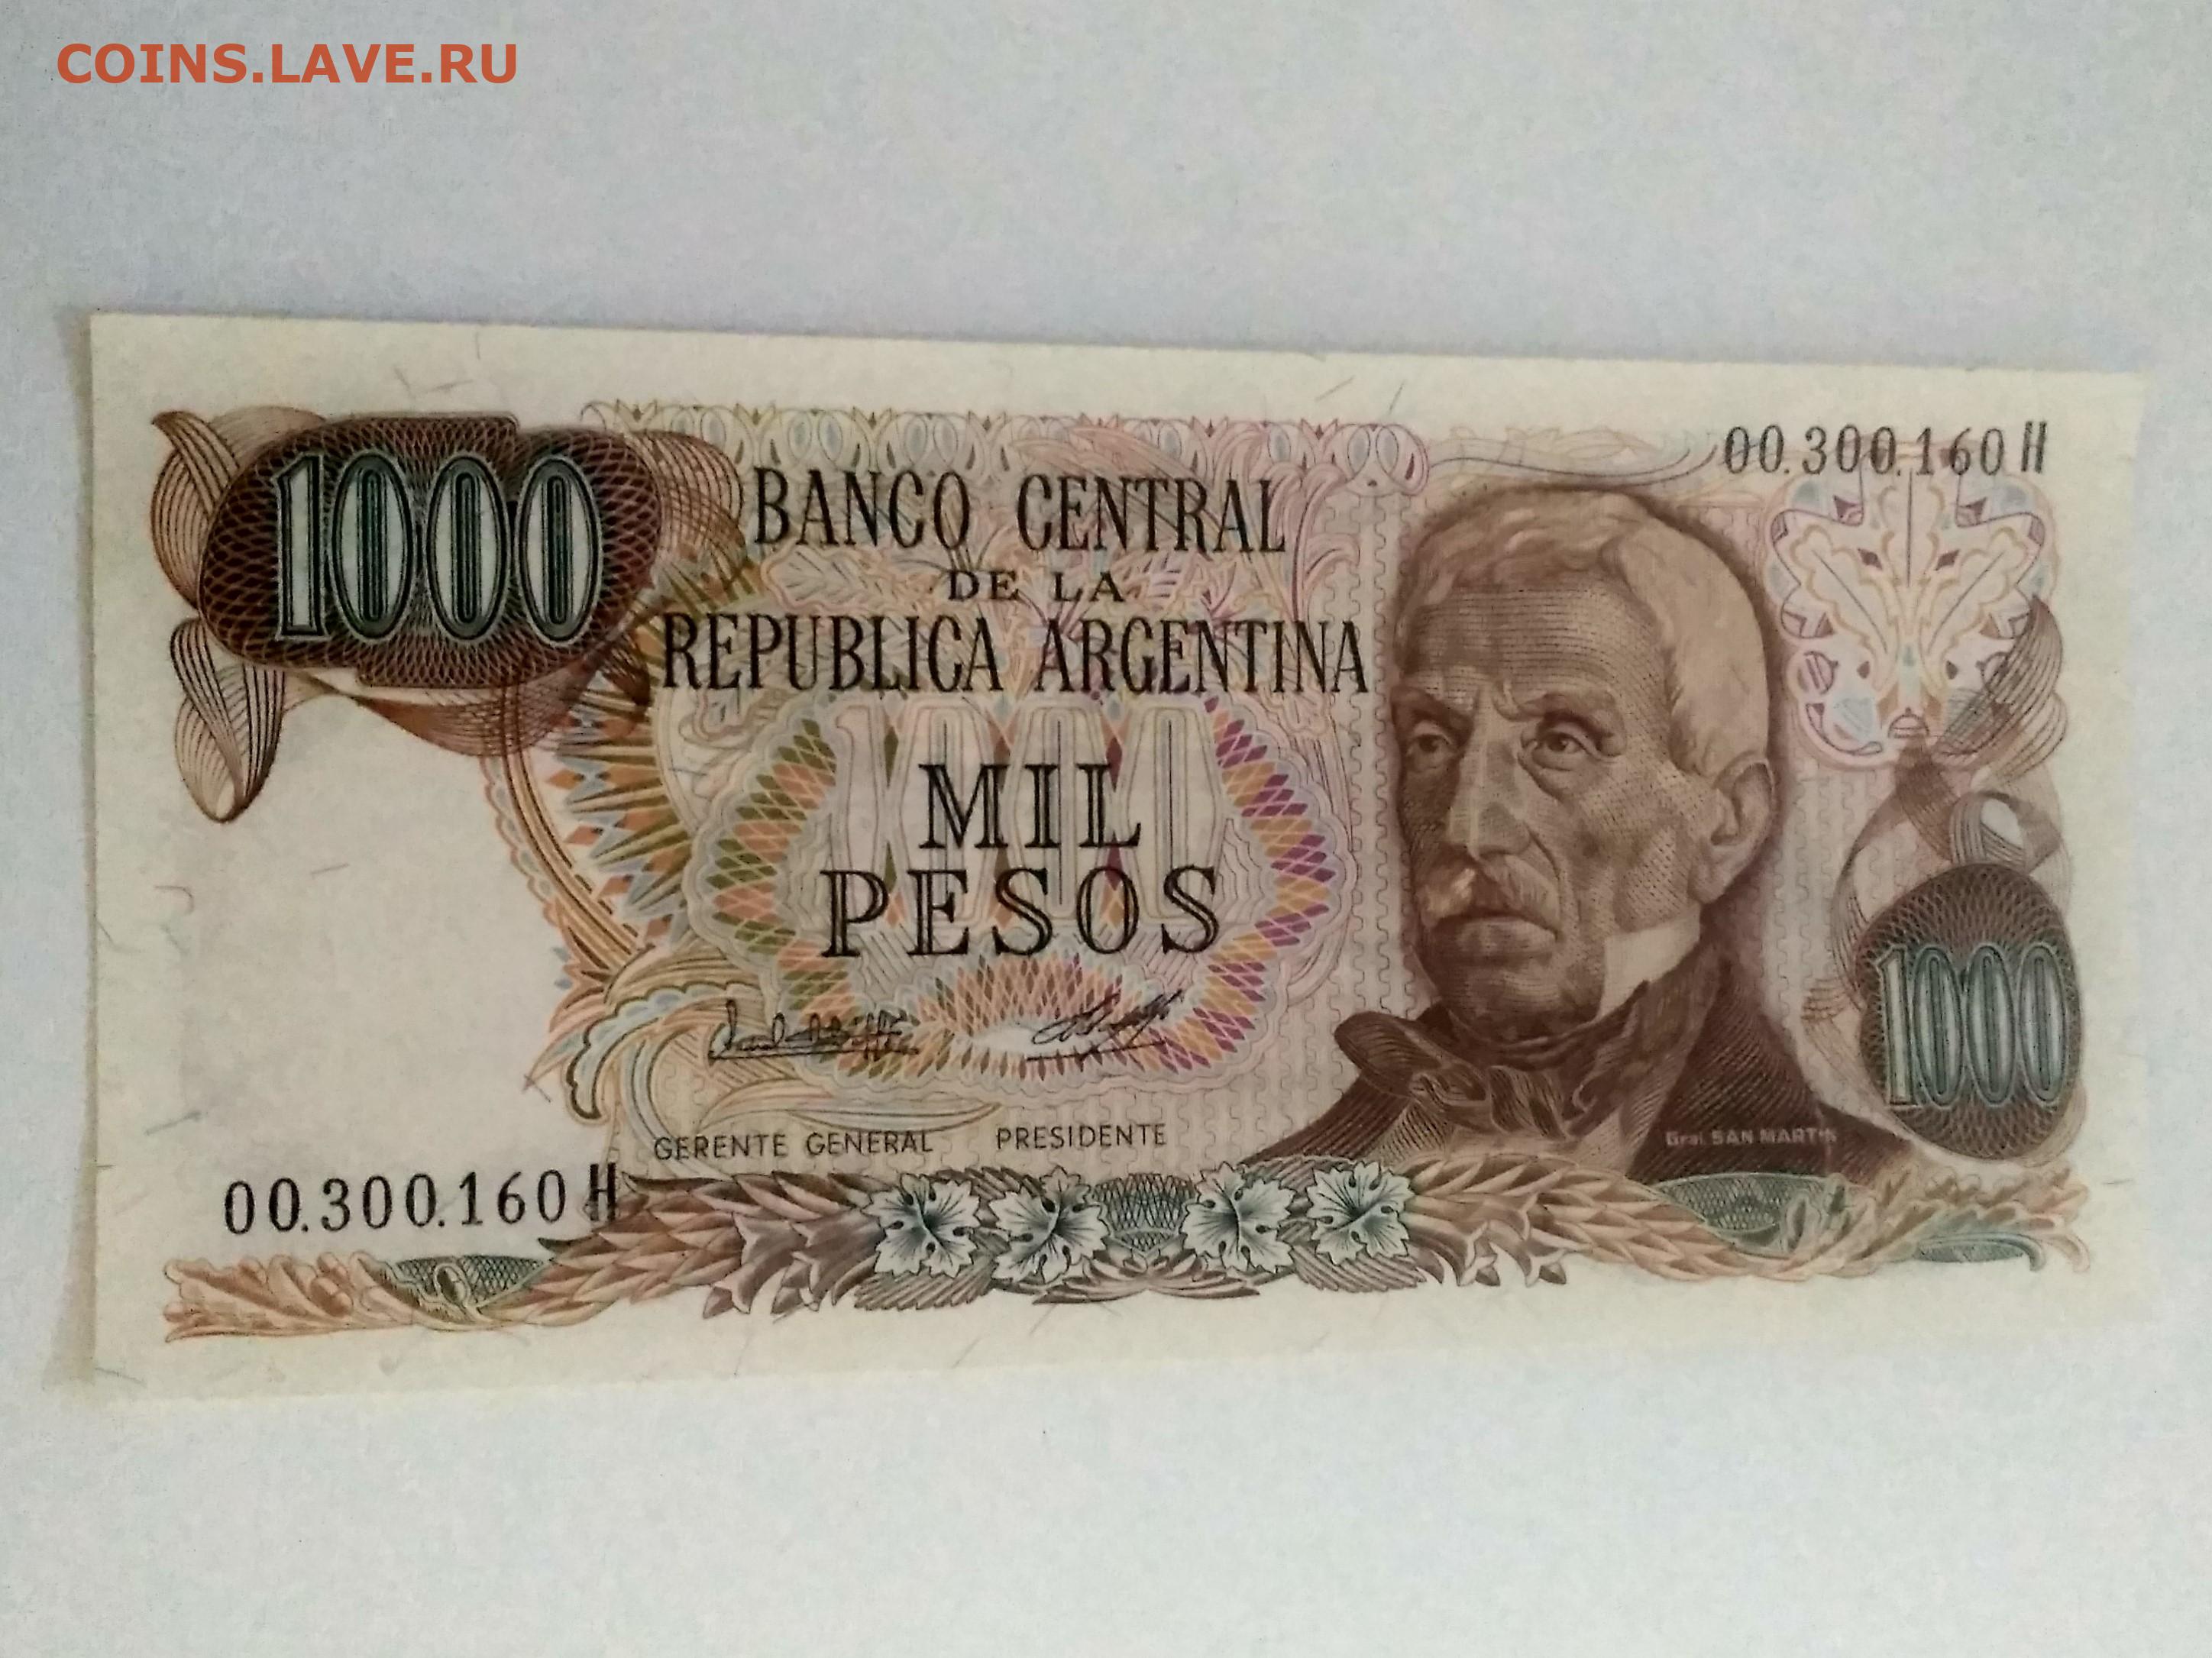 COINS.LAVE.RU
1000
00.300.160 H
BANCO CENTRAL
DE LA
REPUBLICA ARGENTINA
1000
MIL
PESOS
1000
GERENTE GENERAL PRESIDENTE
Gral SAN MARTIN
00.300.160 H